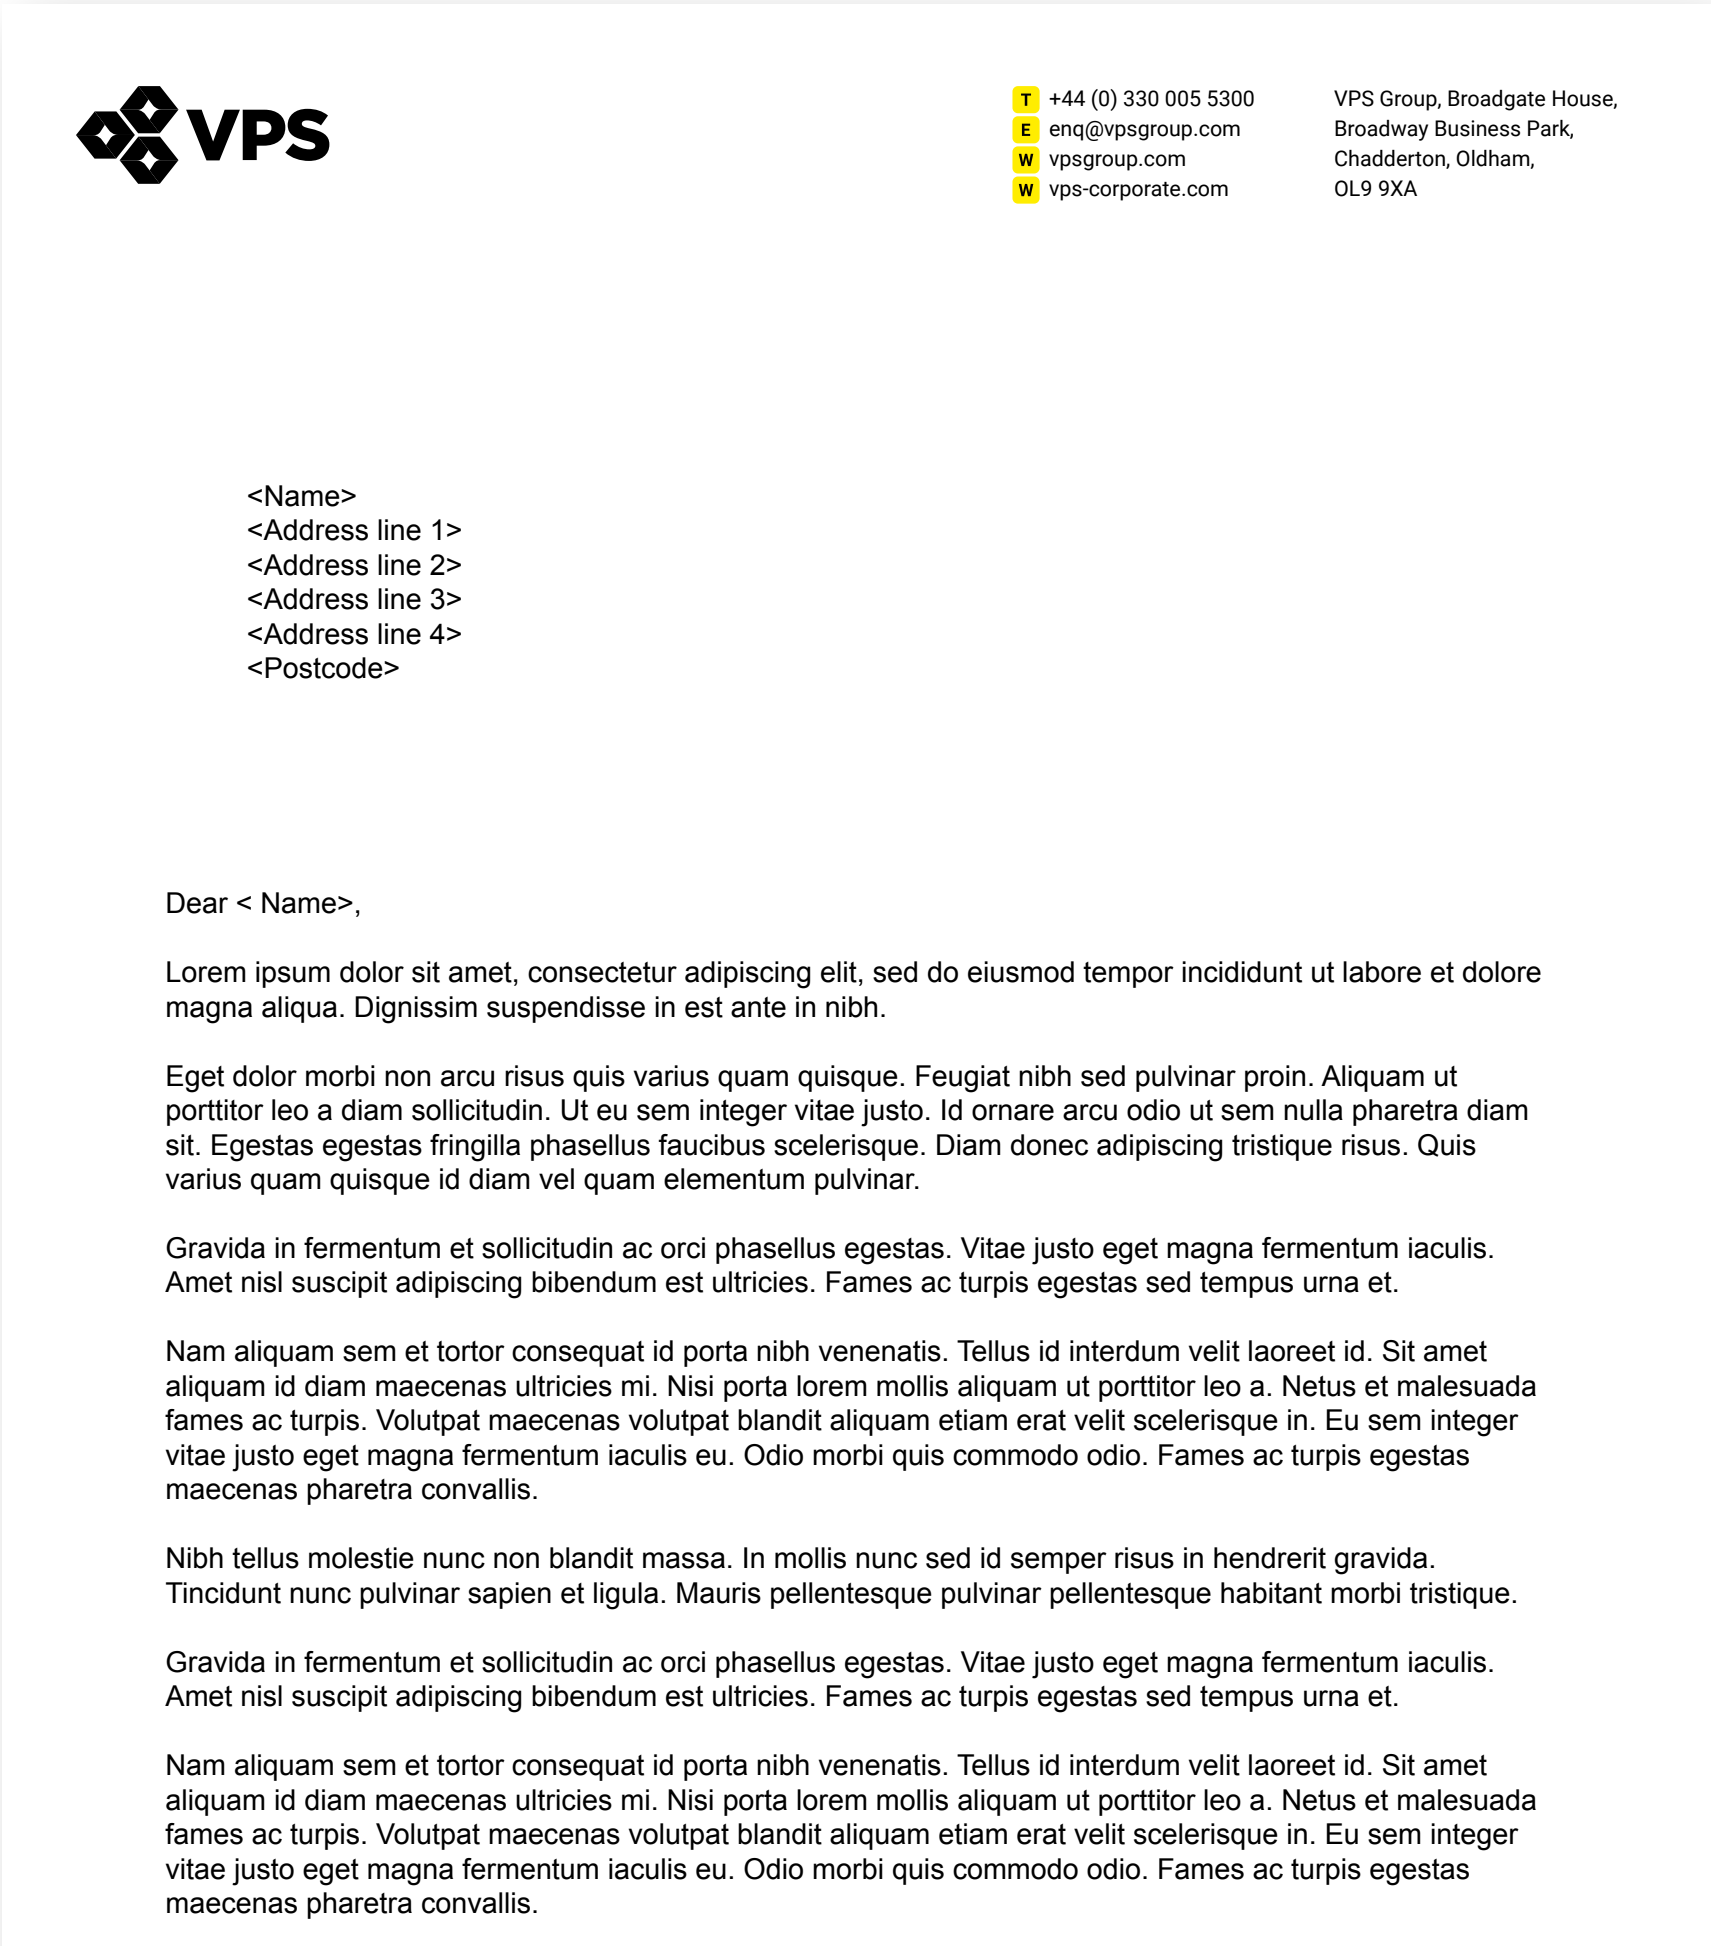 VPS
T +44 (0) 330 005 5300
E enq@vpsgroup.com
W vpsgroup.com
W vps-corporate.com
VPS Group, Broadgate House,
Broadway Business Park,
Chadderton, Oldham,
OL9 9XA
<Name>
<Address line 1>
<Address line 2>
<Address line 3>
<Address line 4>
<Postcode>
Dear < Name>,
Lorem ipsum dolor sit amet, consectetur adipiscing elit, sed do eiusmod tempor incididunt ut labore et dolore
magna aliqua. Dignissim suspendisse in est ante in nibh.
Eget dolor morbi non arcu risus quis varius quam quisque. Feugiat nibh sed pulvinar proin. Aliquam ut
porttitor leo a diam sollicitudin. Ut eu sem integer vitae justo. Id ornare arcu odio ut sem nulla pharetra diam
sit. Egestas egestas fringilla phasellus faucibus scelerisque. Diam donec adipiscing tristique risus. Quis
varius quam quisque id diam vel quam elementum pulvinar.
Gravida in fermentum et sollicitudin ac orci phasellus egestas. Vitae justo eget magna fermentum iaculis.
Amet nisl suscipit adipiscing bibendum est ultricies. Fames ac turpis egestas sed tempus urna et.
Nam aliquam sem et tortor consequat id porta nibh venenatis. Tellus id interdum velit laoreet id. Sit amet
aliquam id diam maecenas ultricies mi. Nisi porta lorem mollis aliquam ut porttitor leo a. Netus et malesuada
fames ac turpis. Volutpat maecenas volutpat blandit aliquam etiam erat velit scelerisque in. Eu sem integer
vitae justo eget magna fermentum iaculis eu. Odio morbi quis commodo odio. Fames ac turpis egestas
maecenas pharetra convallis.
Nibh tellus molestie nunc non blandit massa. In mollis nunc sed id semper risus in hendrerit gravida.
Tincidunt nunc pulvinar sapien et ligula. Mauris pellentesque pulvinar pellentesque habitant morbi tristique.
Gravida in fermentum et sollicitudin ac orci phasellus egestas. Vitae justo eget magna fermentum iaculis.
Amet nisl suscipit adipiscing bibendum est ultricies. Fames ac turpis egestas sed tempus urna et.
Nam aliquam sem et tortor consequat id porta nibh venenatis. Tellus id interdum velit laoreet id. Sit amet
aliquam id diam maecenas ultricies mi. Nisi porta lorem mollis aliquam ut porttitor leo a. Netus et malesuada
fames ac turpis. Volutpat maecenas volutpat blandit aliquam etiam erat velit scelerisque in. Eu sem integer
vitae justo eget magna fermentum iaculis eu. Odio morbi quis commodo odio. Fames ac turpis egestas
maecenas pharetra convallis.